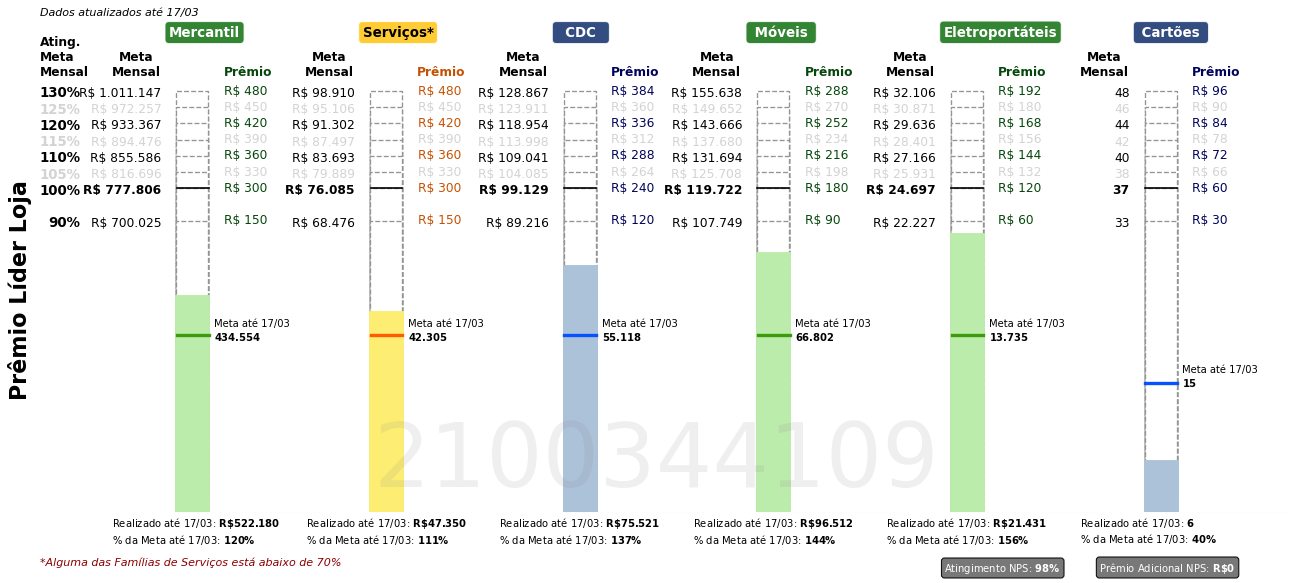 Dados atualizados até 17/03
Mercantil Serviços* CDC Móveis Eletroportáteis Cartões
Ating. Meta Mensal
Meta Mensal Prêmio Meta Mensal Prêmio Meta Mensal Prêmio Meta Mensal Prêmio Meta Mensal Prêmio Meta Mensal Prêmio
130% R$ 1.011.147 R$ 480 R$ 98.910 R$ 480 R$ 128.867 R$ 384 R$ 155.638 R$ 288 R$ 32.106 R$ 192 48 R$ 96
125% R$ 972.257 R$ 450 R$ 95.106 R$ 450 R$ 123.911 R$ 360 R$ 149.652 R$ 270 R$ 30.871 R$ 180 46 R$ 90
120% R$ 933.367 R$ 420 R$ 91.302 R$ 420 R$ 118.954 R$ 336 R$ 143.666 R$ 252 R$ 29.636 R$ 168 44 R$ 84
115% R$ 894.476 R$ 390 R$ 87.497 R$ 390 R$ 113.998 R$ 312 R$ 137.680 R$ 234 R$ 28.401 R$ 156 42 R$ 78
110% R$ 855.586 R$ 360 R$ 83.693 R$ 360 R$ 109.041 R$ 288 R$ 131.694 R$ 216 R$ 27.166 R$ 144 40 R$ 72
105% R$ 816.696 R$ 330 R$ 79.889 R$ 330 R$ 104.085 R$ 264 R$ 125.708 R$ 198 R$ 25.931 R$ 132 38 R$ 66
100% R$ 777.806 R$ 300 R$ 76.085 R$ 300 R$ 99.129 R$ 240 R$ 119.722 R$ 180 R$ 24.697 R$ 120 37 R$ 60
90% R$ 700.025 R$ 150 R$ 68.476 R$ 150 R$ 89.216 R$ 120 R$ 107.749 R$ 90 R$ 22.227 R$ 60 33 R$ 30
Prêmio Líder Loja
Meta até 17/03 Meta até 17/03 Meta até 17/03 Meta até 17/03 Meta até 17/03
434.554 42.305 55.118 66.802 13.735
Meta até 17/03
15
2100344109
Realizado até 17/03: R$522.180 Realizado até 17/03: R$47.350 Realizado até 17/03: R$75.521 Realizado até 17/03: R$96.512 Realizado até 17/03: R$21.431 Realizado até 17/03: 6
% da Meta até 17/03: 120% % da Meta até 17/03: 111% % da Meta até 17/03: 137% % da Meta até 17/03: 144% % da Meta até 17/03: 156% % da Meta até 17/03: 40%
*Alguma das Famílias de Serviços está abaixo de 70%
Atingimento NPS: 98% Prêmio Adicional NPS: R$0